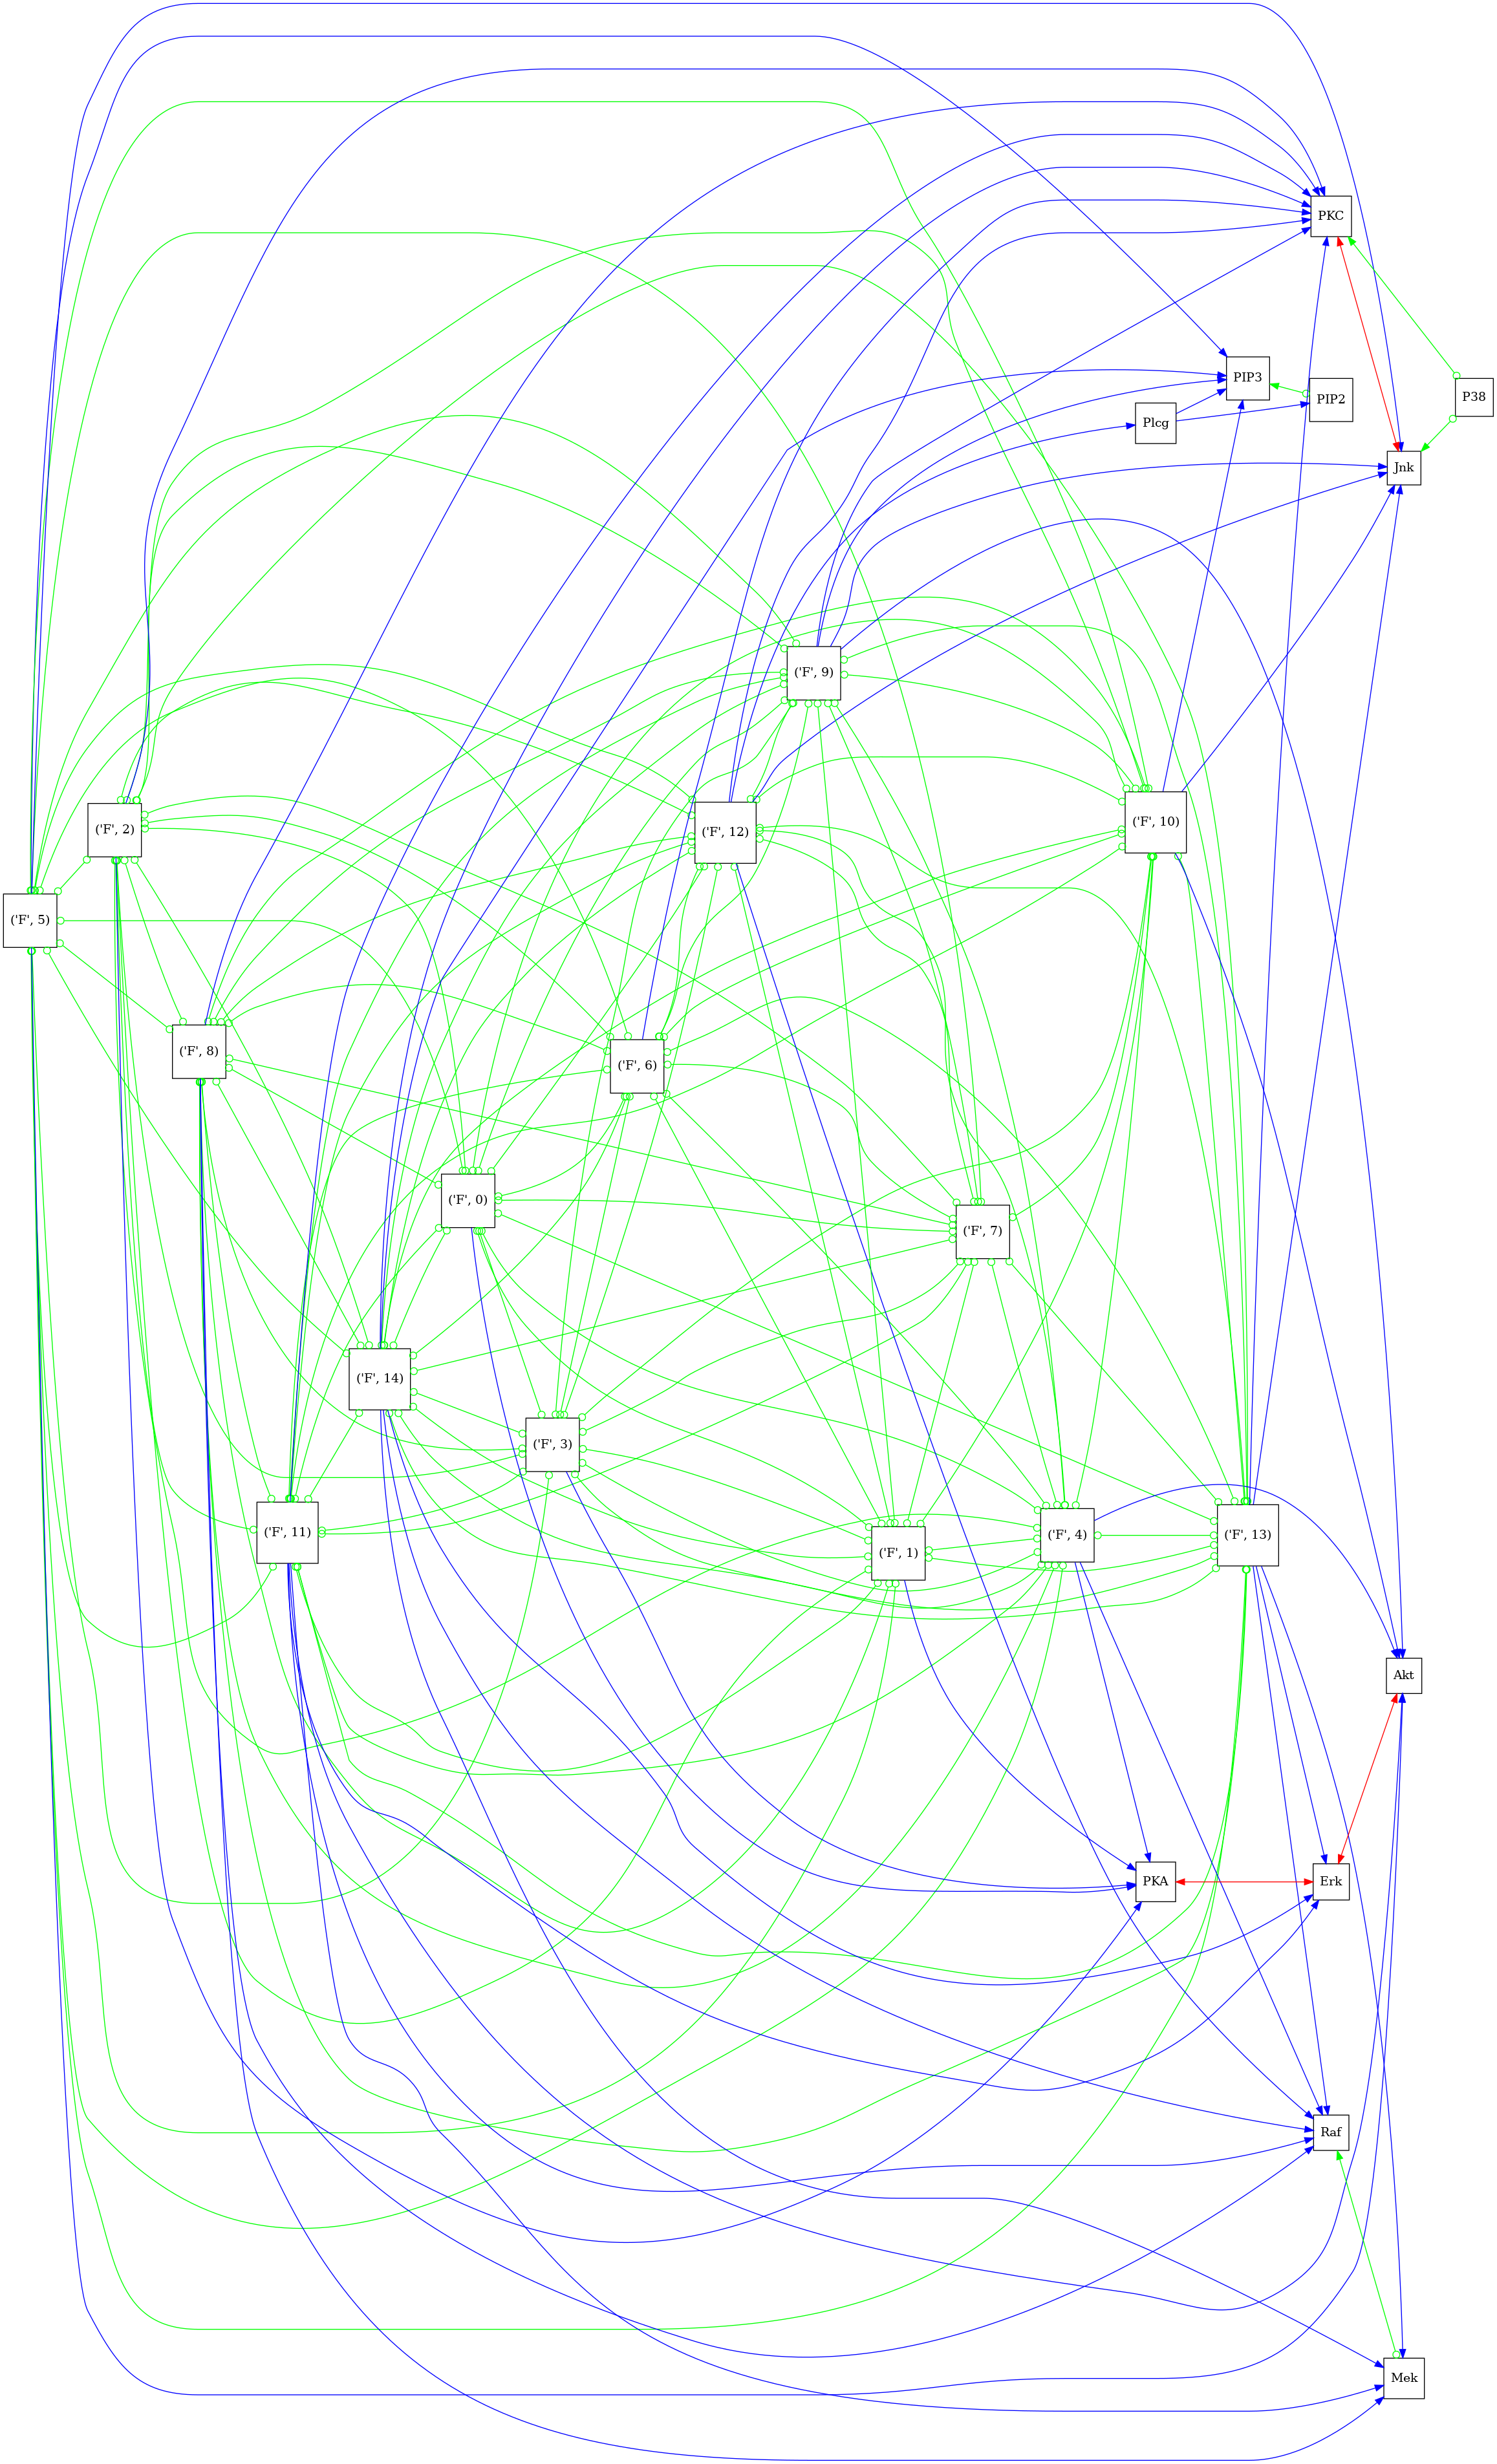 PKC
PIP3
PIP2
P38
Plcg
Jnk
('F', 9)
('F', 10)
('F', 2)
('F', 12)
('F', 5)
('F', 8)
('F', 6)
('F', 0)
('F', 7)
('F', 14)
('F', 3)
('F', 11)
('F', 4)
('F', 13)
('F', 1)
Akt
PKA
Erk
Raf
Mek